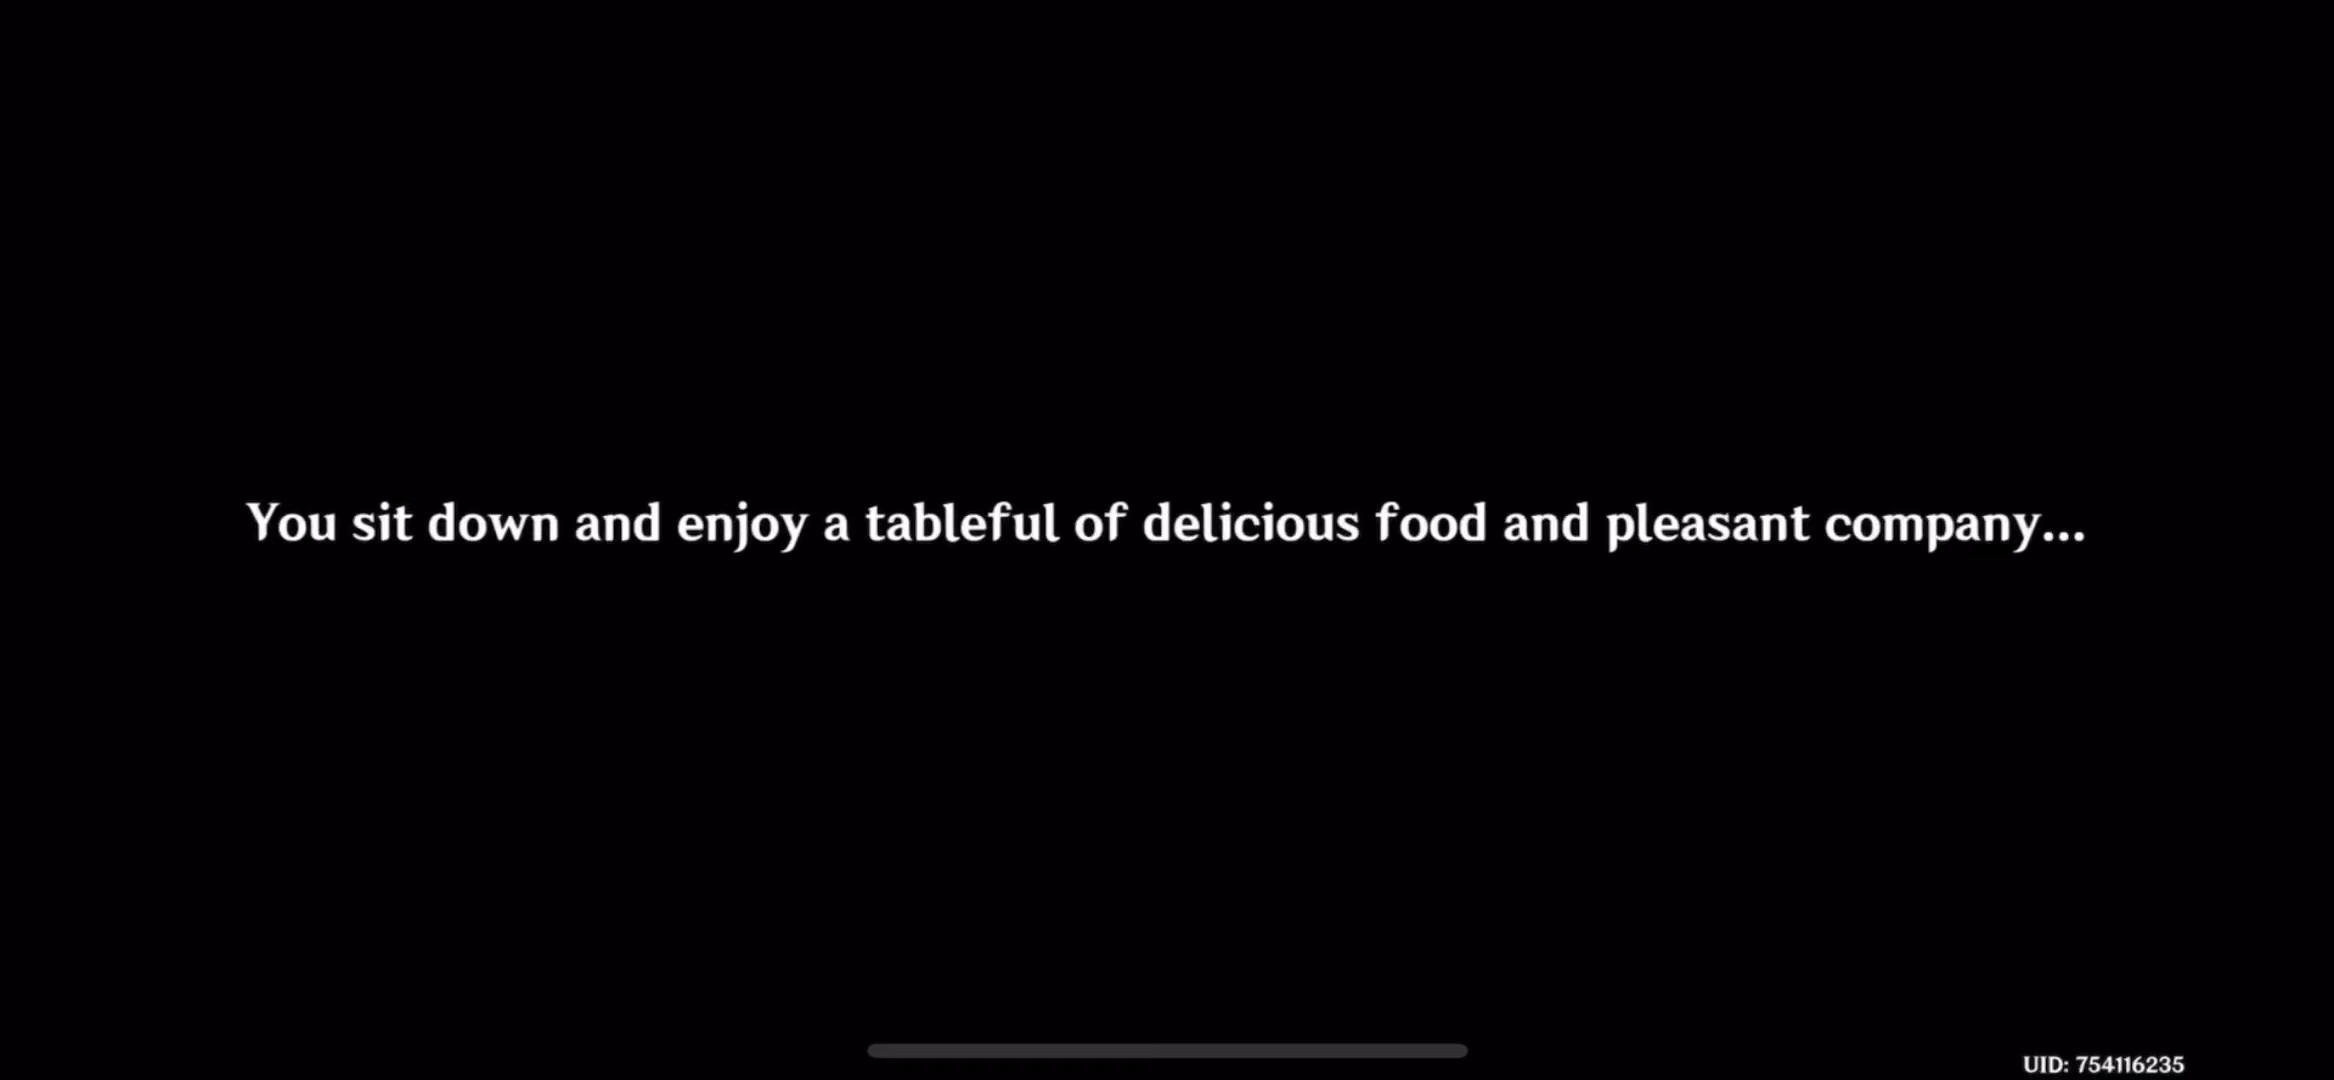 You sit down and enjoy a tableful of delicious food and pleasant company...
UID: 754116235